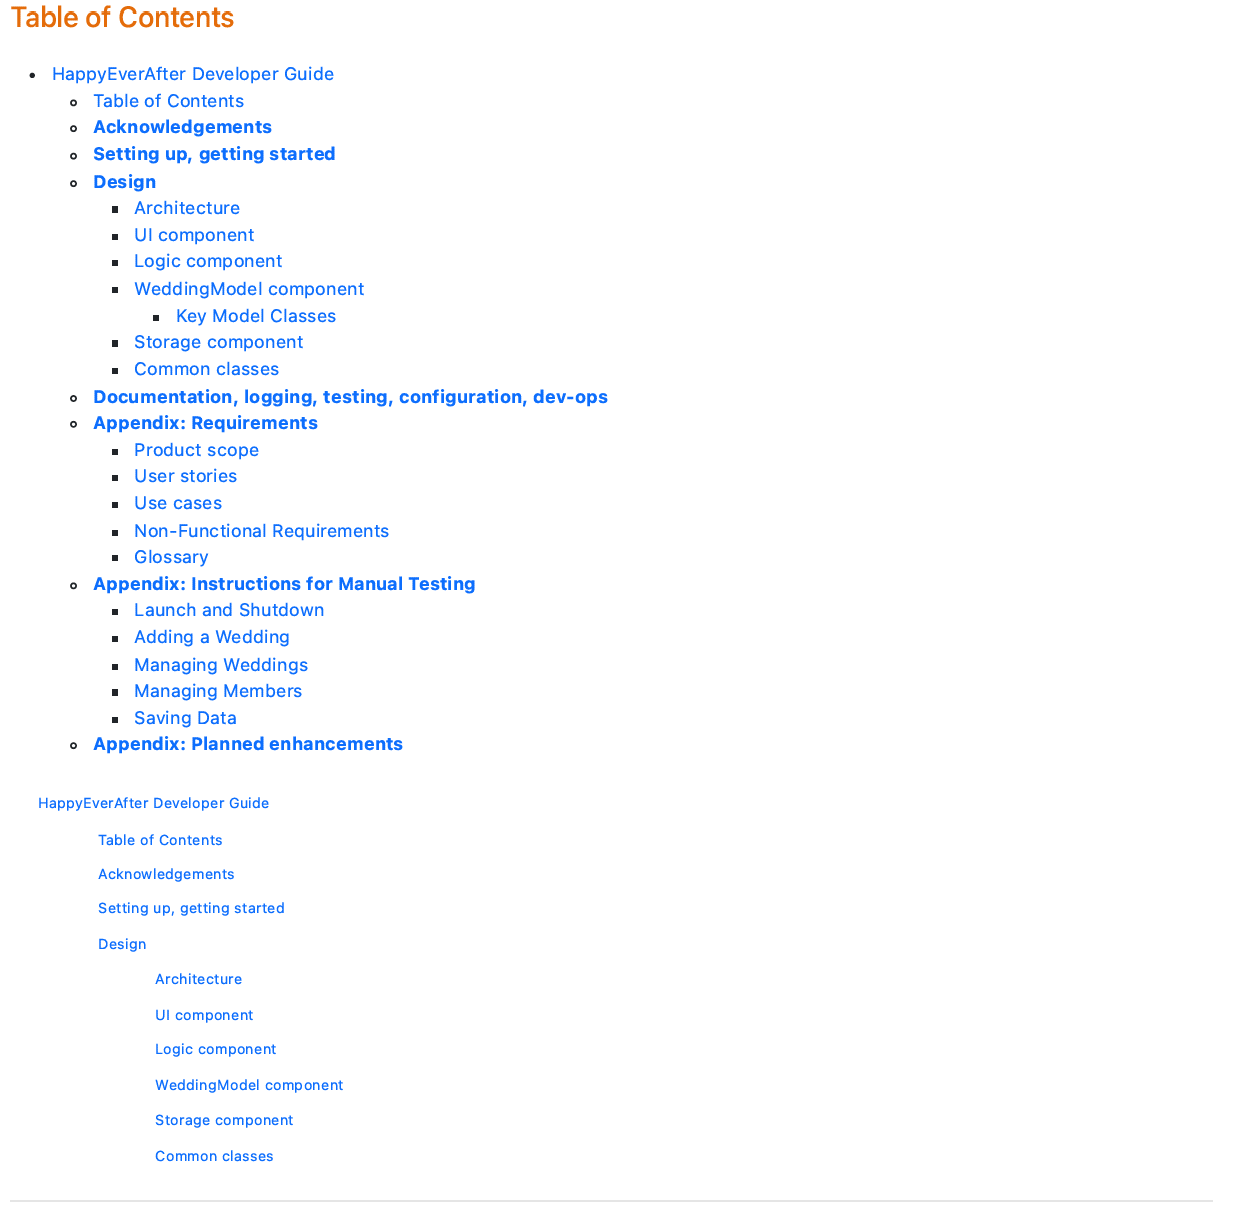 Table of Contents
HappyEverAfter Developer Guide
Table of Contents
Acknowledgements
Setting up, getting started
Design
Architecture
UI component
Logic component
WeddingModel component
Key Model Classes
Storage component
Common classes
Documentation, logging, testing, configuration, dev-ops
Appendix: Requirements
Product scope
User stories
Use cases
Non-Functional Requirements
Glossary
Appendix: Instructions for Manual Testing
Launch and Shutdown
Adding a Wedding
Managing Weddings
Managing Members
Saving Data
Appendix: Planned enhancements
HappyEverAfter Developer Guide
Table of Contents
Acknowledgements
Setting up, getting started
Design
Architecture
UI component
Logic component
WeddingModel component
Storage component
Common classes